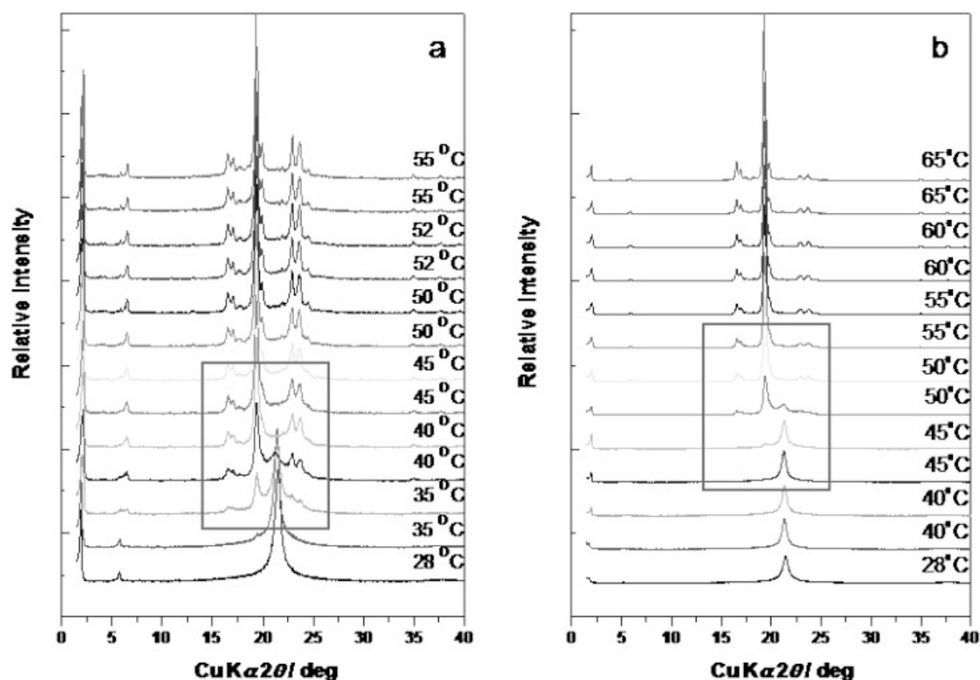 a
55 °C
55 °C
52 °C
52 °C
50 °C
50 °C
45 °C
45 °C
40 °C
40 °C
35 °C
35 °C
28 °C
Relative Intensity
0 5 10 15 20 25 30 35 40
CuKα2θ/ deg
b
65°C
65°C
60°C
60°C
55°C
55°C
50°C
50°C
45°C
45°C
40°C
40°C
28°C
Relative Intensity
0 5 10 15 20 25 30 35 40
CuKα2θ/ deg